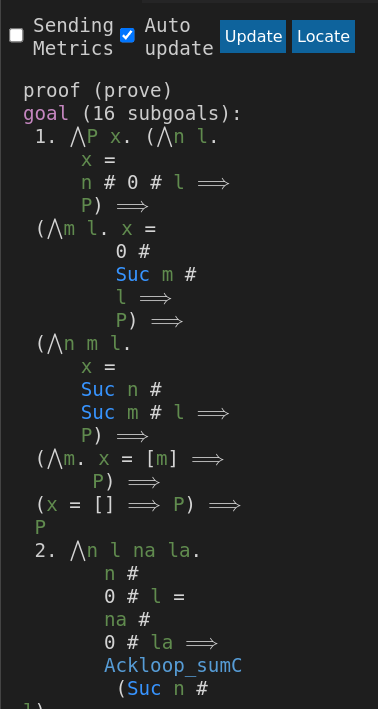 Sending Metrics
Auto update
Update
Locate
proof (prove)
goal (16 subgoals):
1. ⋀P x. (⋀n l.
x =
n # 0 # l ⟹
P) ⟹
(⋀m l. x =
0 #
Suc m #
l ⟹
P) ⟹
(⋀n m l.
x =
Suc n #
Suc m # l ⟹
P) ⟹
(⋀m. x = [m] ⟹
P) ⟹
(x = [] ⟹ P) ⟹
P
2. ⋀n l na la.
n #
0 # l =
na #
0 # la ⟹
Ackloop_sumC
(Suc n #